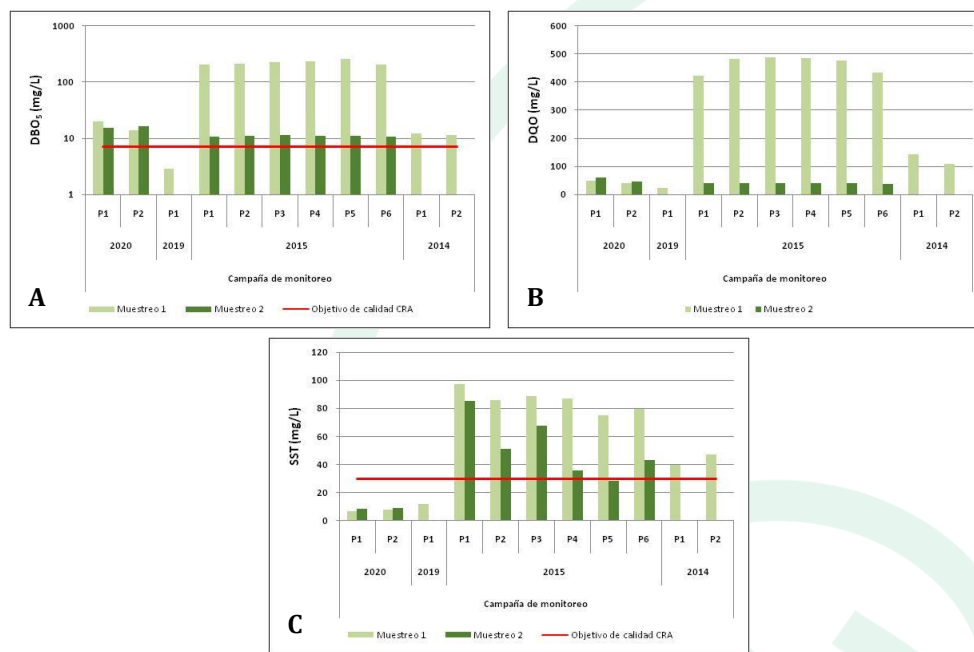 1000
100
10
1
DBO₅ (mg/L)
P1 P2 P1 P1 P2 P3 P4 P5 P6 P1 P2
2020 2019 2015 2014
Campaña de monitoreo
A
Muestreo 1 Muestreo 2 Objetivo de calidad CRA
600
500
400
300
200
100
0
DQO (mg/L)
P1 P2 P1 P1 P2 P3 P4 P5 P6 P1 P2
2020 2019 2015 2014
Campaña de monitoreo
B
Muestreo 1 Muestreo 2
120
100
80
60
40
20
0
SST (mg/L)
P1 P2 P1 P1 P2 P3 P4 P5 P6 P1 P2
2020 2019 2015 2014
Campaña de monitoreo
C
Muestreo 1 Muestreo 2 Objetivo de calidad CRA